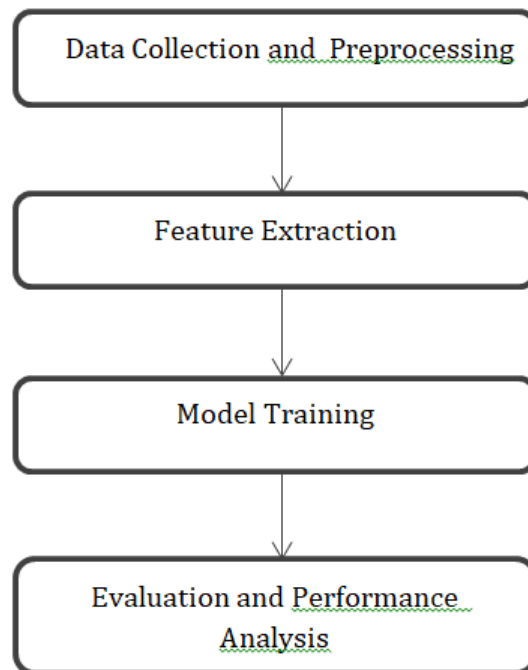 Data Collection and Preprocessing
Feature Extraction
Model Training
Evaluation and Performance
Analysis